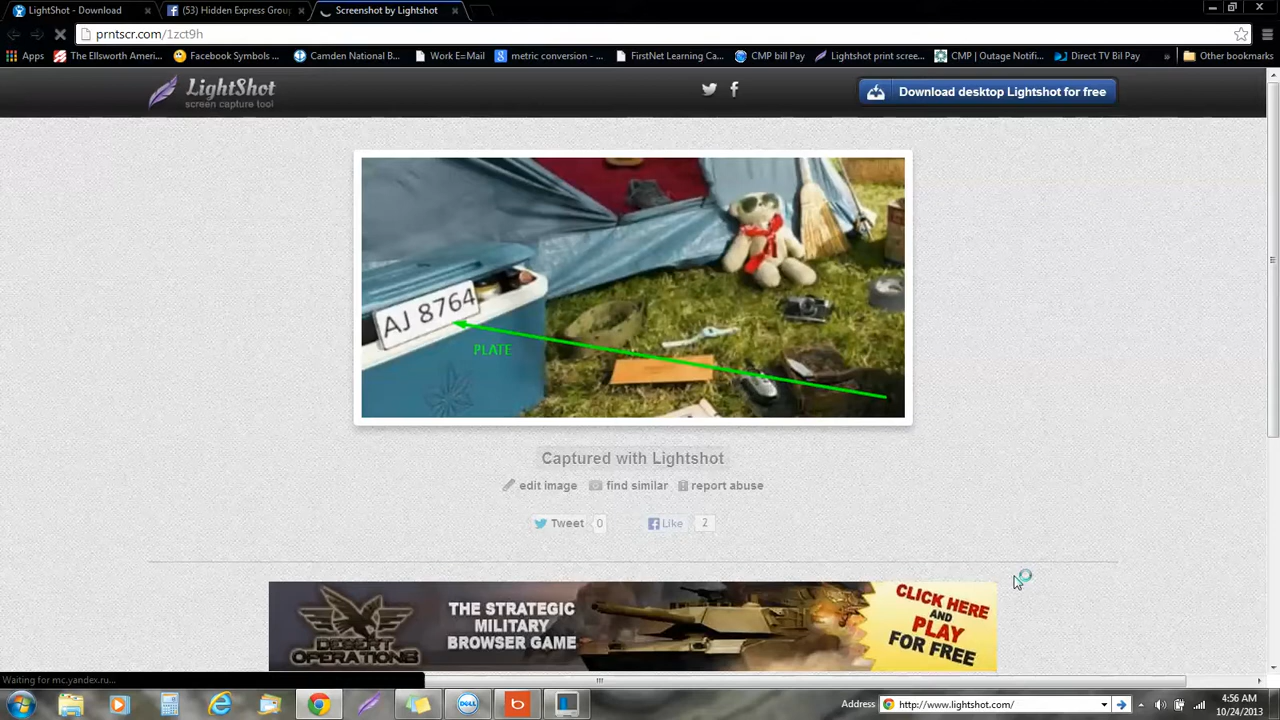 LightShot - Download
(53) Hidden Express Grou
Screenshot by Lightshot
prntscr.com/1zct9h
Apps
The Ellsworth Ameri...
Facebook Symbols ...
Camden National B...
Work E=Mail
metric conversion - ...
FirstNet Learning Ca...
CMP bill Pay
Lightshot print scree...
CMP | Outage Notifi...
Direct TV Bil Pay
»
Other bookmarks
LightShot
screen capture tool
Download desktop Lightshot for free
AJ 8764
PLATE
Captured with Lightshot
edit image
find similar
report abuse
Tweet
0
Like
2
DESERT
OPERATIONS
THE STRATEGIC
MILITARY
BROWSER GAME
CLICK HERE
AND
PLAY
FOR FREE
Waiting for mc.yandex.ru...
DELL
b
Address
http://www.lightshot.com/
4:56 AM
10/24/2013